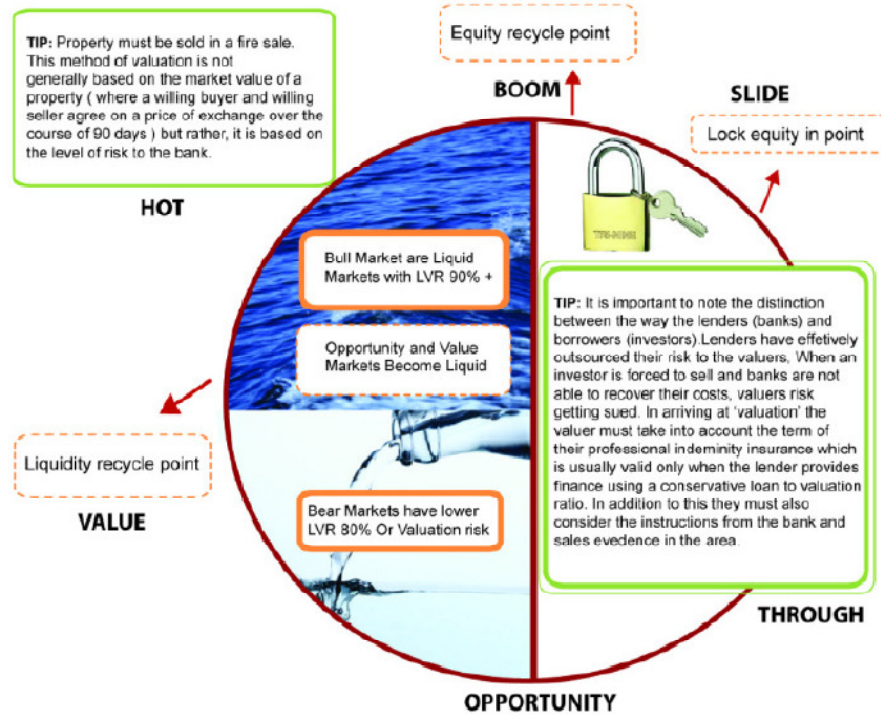 TIP: Property must be sold in a fire sale.
This method of valuation is not
generally based on the market value of a
property ( where a willing buyer and willing
seller agree on a price of exchange over the
course of 90 days ) but rather, it is based on
the level of risk to the bank.
HOT
Equity recycle point
BOOM
SLIDE
Lock equity in point
Bull Market are Liquid
Markets with LVR 90% +
Opportunity and Value
Markets Become Liquid
TIP: It is important to note the distinction
between the way the lenders (banks) and
borrowers (investors).Lenders have effetively
outsourced their risk to the valuers, When an
investor is forced to sell and banks are not
able to recover their costs, valuers risk
getting sued. In arriving at 'valuation' the
valuer must take into account the term of
their professional indeminity insurance which
is usually valid only when the lender provides
finance using a conservative loan to valuation
ratio. In addition to this they must also
consider the instructions from the bank and
sales evedence in the area.
Liquidity recycle point
VALUE
Bear Markets have lower
LVR 80% Or Valuation risk
THROUGH
OPPORTUNITY